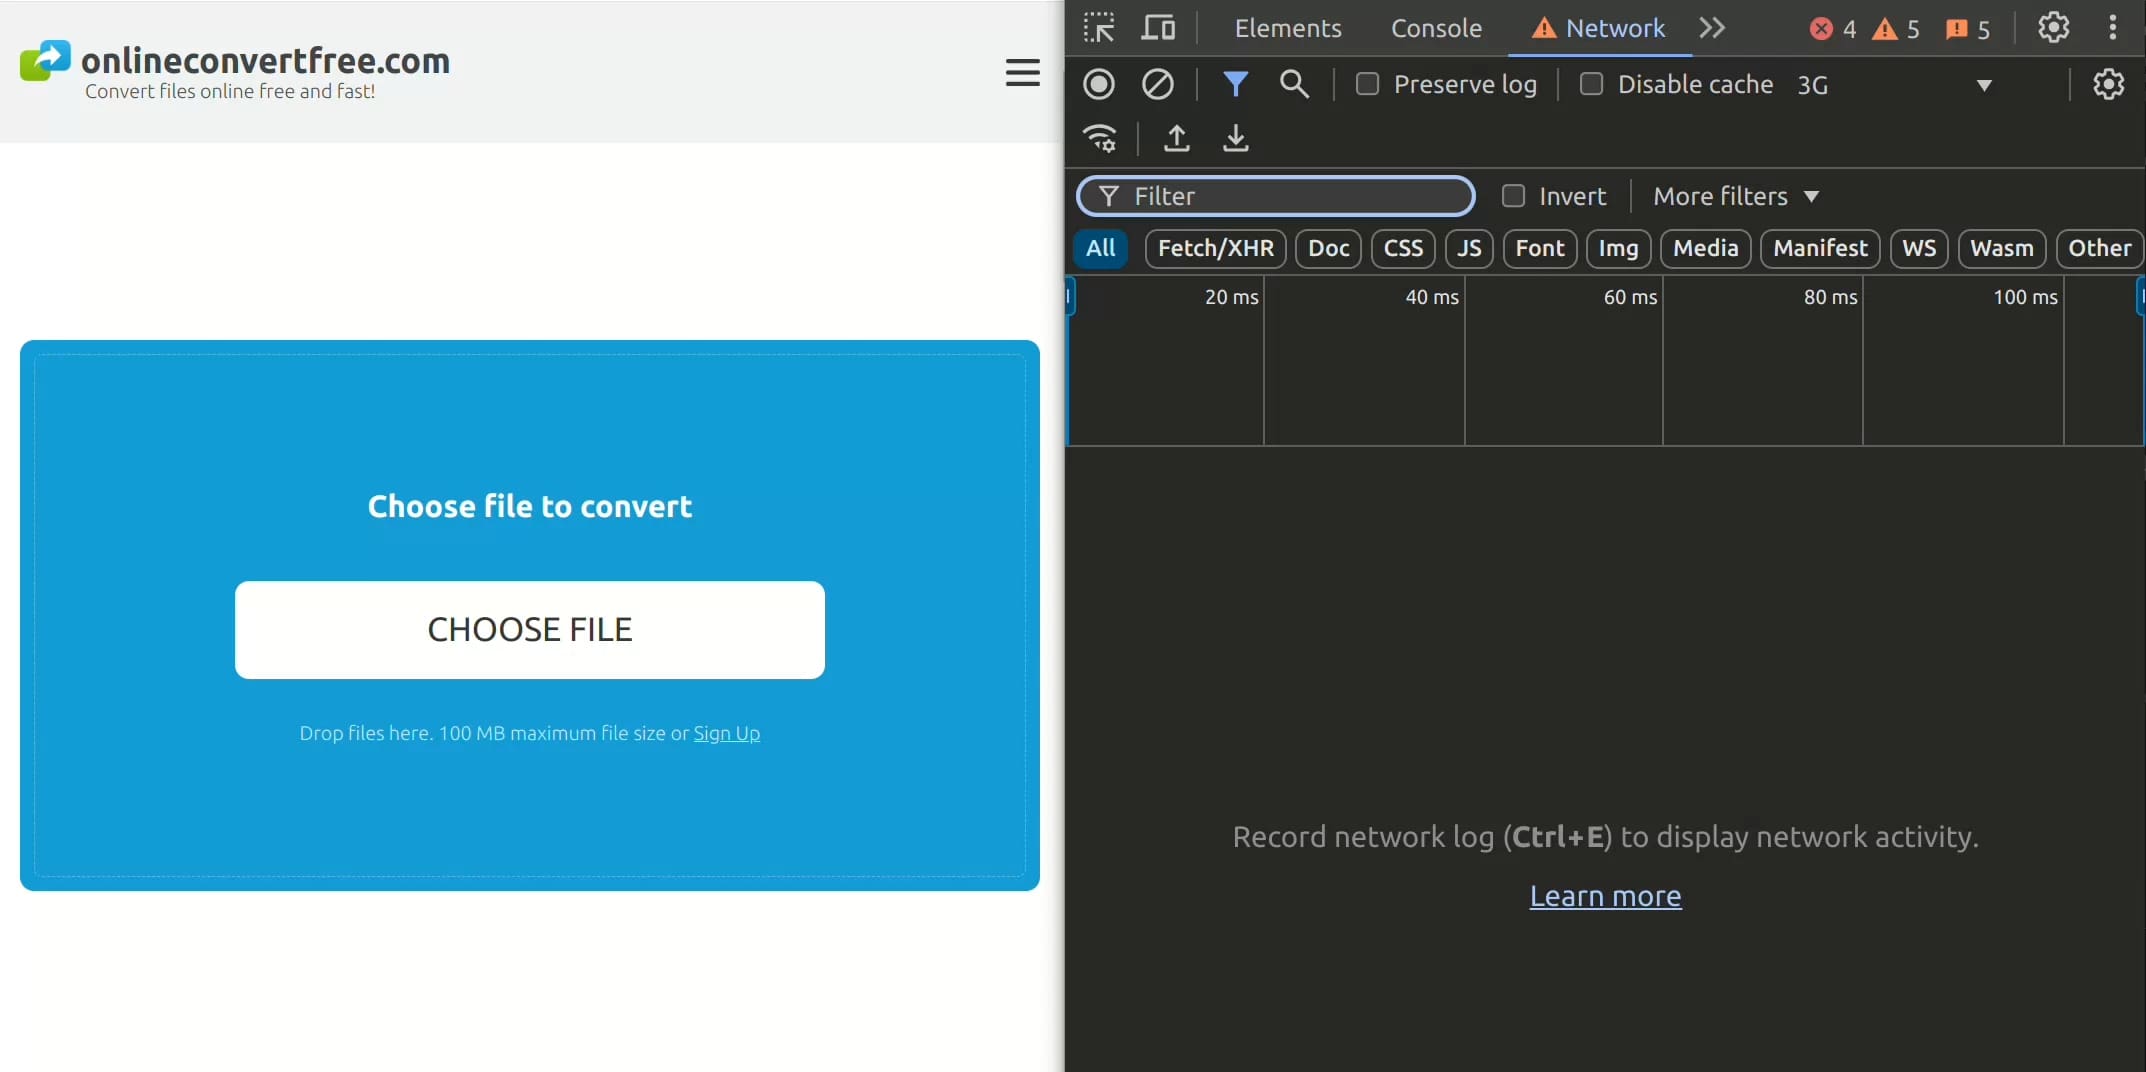 onlineconvertfree.com
Convert files online free and fast!
Choose file to convert
CHOOSE FILE
Drop files here. 100 MB maximum file size or Sign Up
Elements Console Network 4 5 5
Preserve log Disable cache 3G
Filter Invert More filters
All Fetch/XHR Doc CSS JS Font Img Media Manifest WS Wasm Other
20 ms 40 ms 60 ms 80 ms 100 ms
Record network log (Ctrl+E) to display network activity.
Learn more